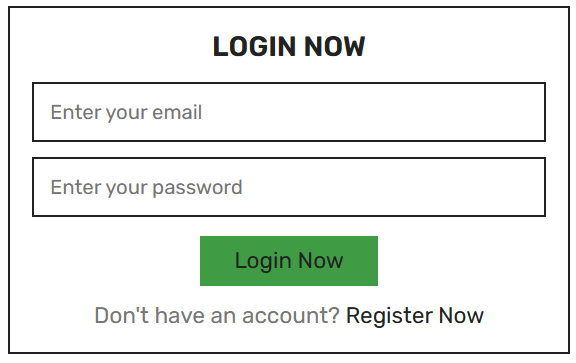 LOGIN NOW
Enter your email
Enter your password
Login Now
Don't have an account? Register Now